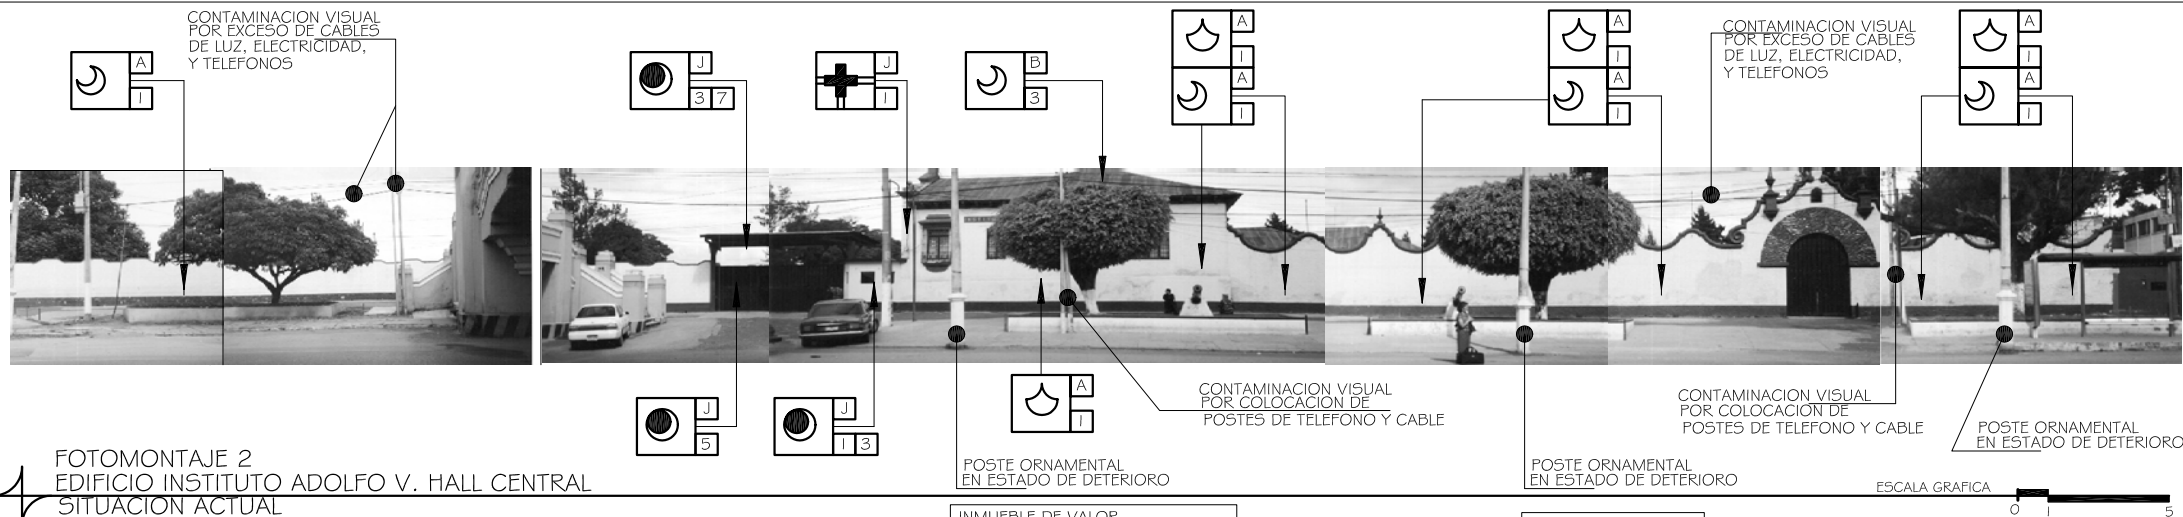 CONTAMINACION VISUAL
POR EXCESO DE CABLES
DE LUZ, ELECTRICIDAD,
Y TELEFONOS
A
I
J
3 7
J
I
B
3
A
I
A
I
A
I
A
I
CONTAMINACION VISUAL
POR EXCESO DE CABLES
DE LUZ, ELECTRICIDAD,
Y TELEFONOS
A
I
A
I
J
5
J
I 3
A
I
CONTAMINACION VISUAL
POR COLOCACION DE
POSTES DE TELEFONO Y CABLE
CONTAMINACION VISUAL
POR COLOCACION DE
POSTES DE TELEFONO Y CABLE
POSTE ORNAMENTAL
EN ESTADO DE DETERIORO
POSTE ORNAMENTAL
EN ESTADO DE DETERIORO
POSTE ORNAMENTAL
EN ESTADO DE DETERIORO
FOTOMONTAJE 2
EDIFICIO INSTITUTO ADOLFO V. HALL CENTRAL
SITUACION ACTUAL
ESCALA GRAFICA
0 I 5
INMUEBLE DE VALOR